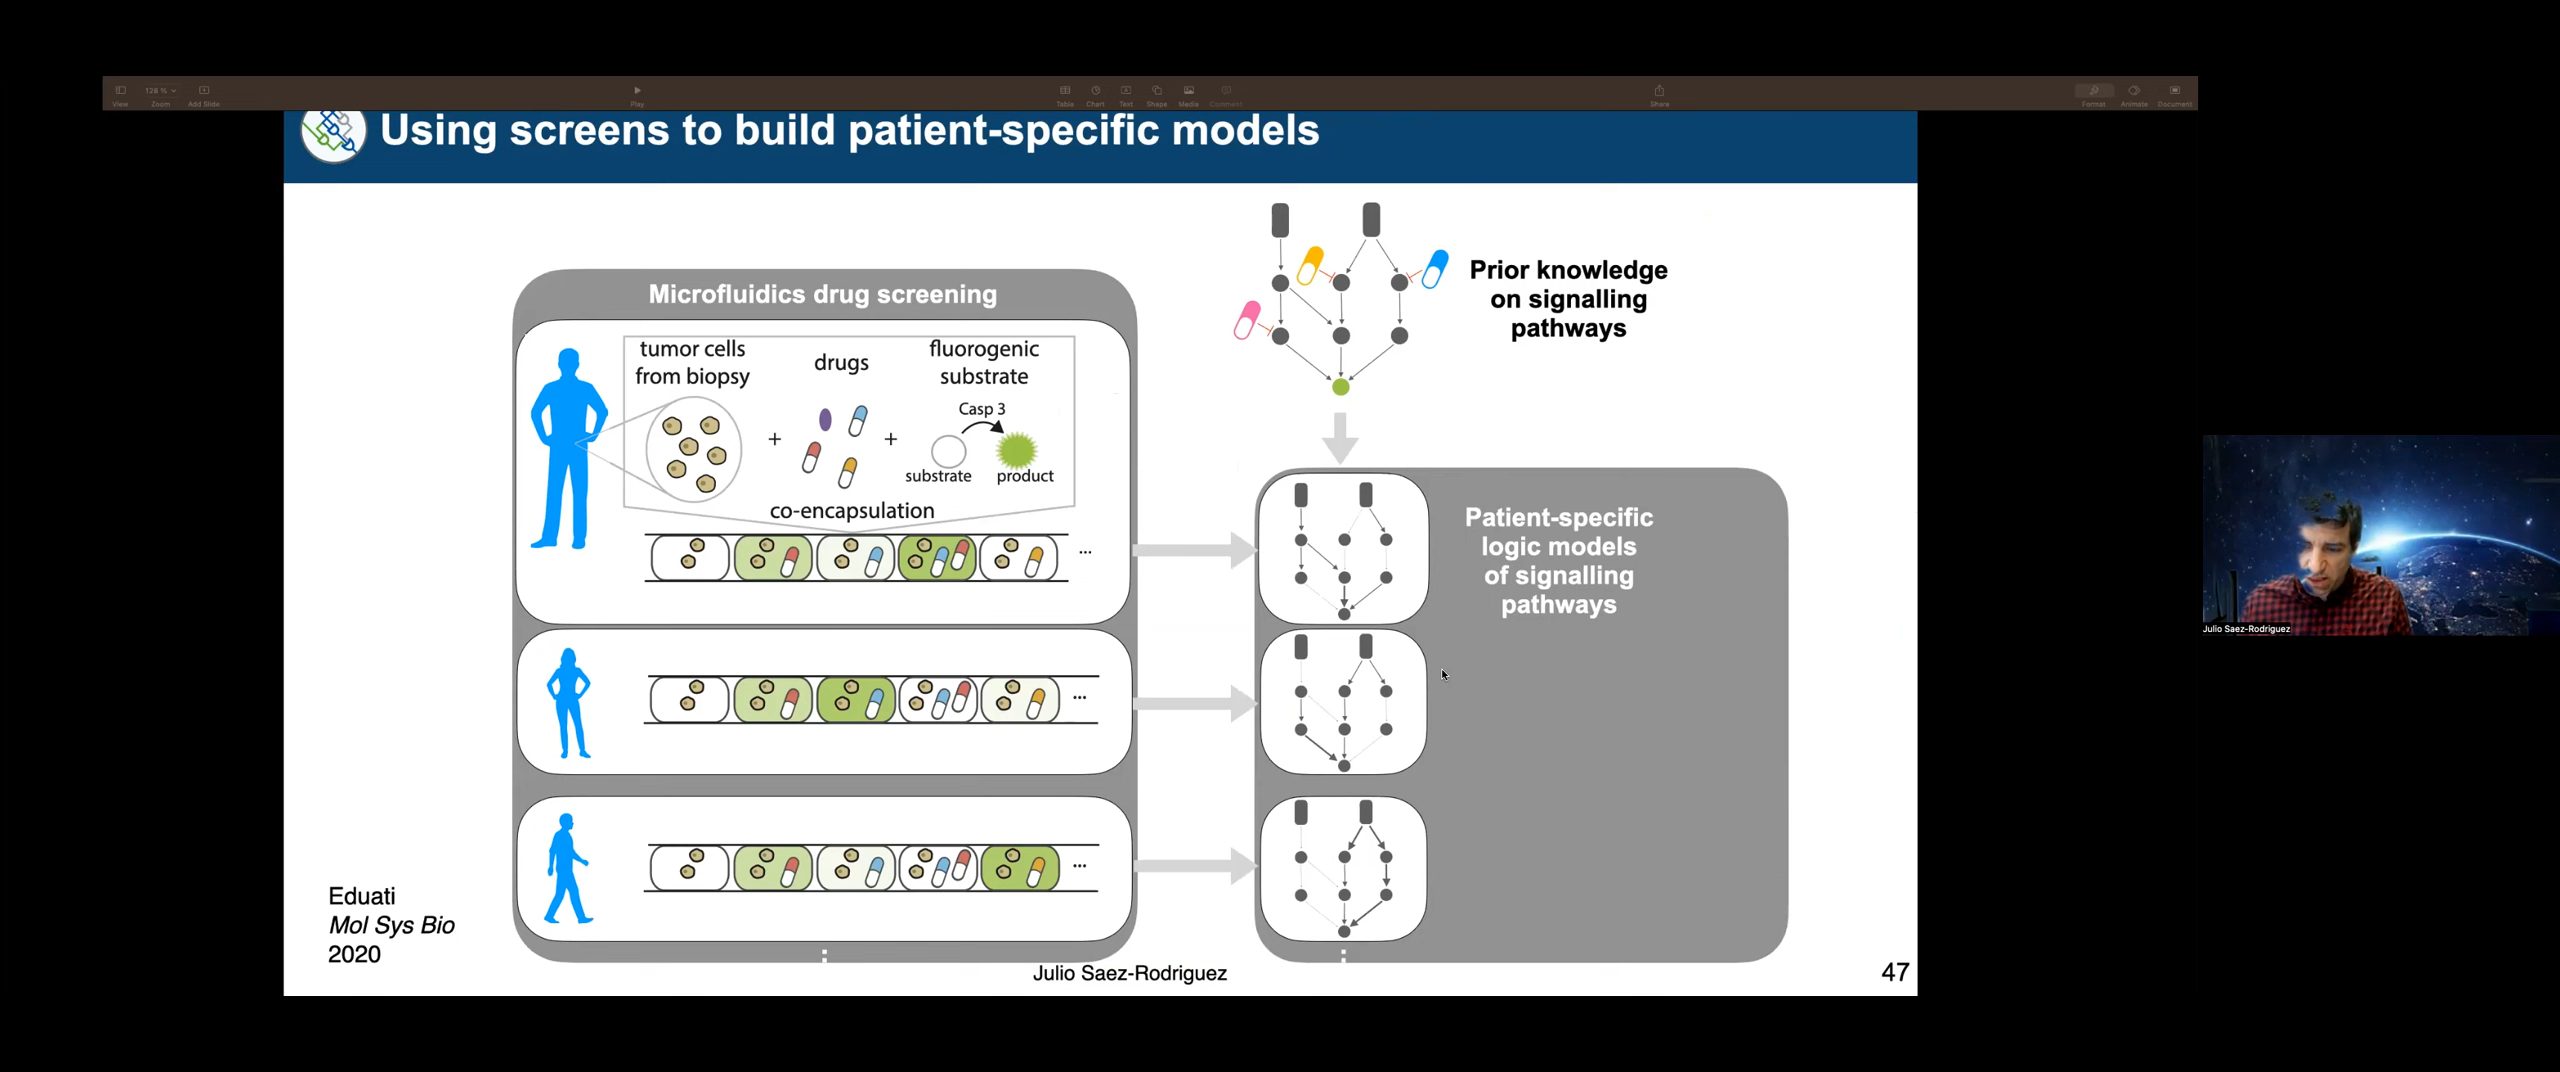 View
128 %
Zoom
Add Slide
Play
Table
Chart
Text
Shape
Media
Comment
Share
Format
Animate
Document
Using screens to build patient-specific models
Microfluidics drug screening
tumor cells
from biopsy
+
drugs
+
fluorogenic
substrate
Casp 3
substrate
product
co-encapsulation
...
...
...
Prior knowledge
on signalling
pathways
Patient-specific
logic models
of signalling
pathways
Eduati
Mol Sys Bio
2020
Julio Saez-Rodriguez
47
Julio Saez-Rodriguez